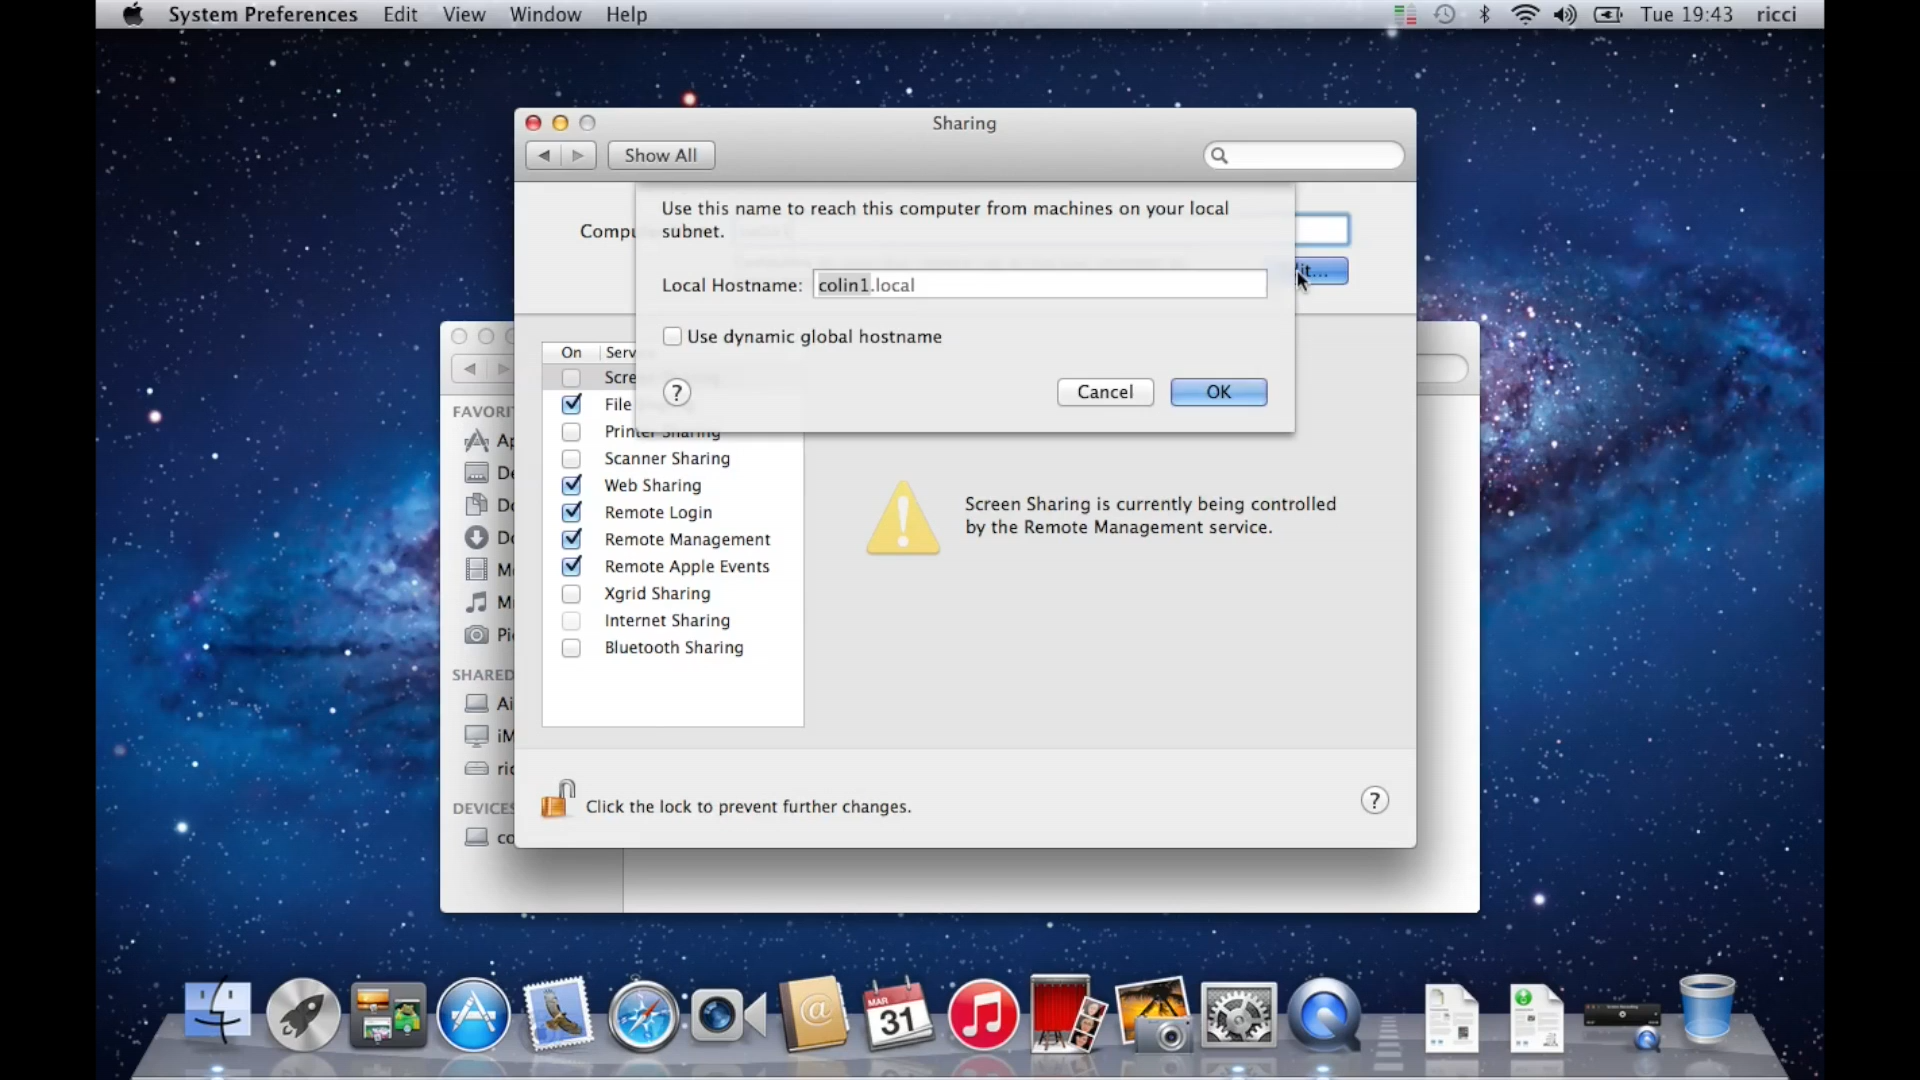 System Preferences Edit View Window Help Tue 19:43 ricci
Sharing
Show All
Use this name to reach this computer from machines on your local
subnet.
Local Hostname: colin1.local
Use dynamic global hostname
? Cancel OK
On
File
Printer Sharing
Scanner Sharing
Web Sharing
Remote Login
Remote Management
Remote Apple Events
Xgrid Sharing
Internet Sharing
Bluetooth Sharing
Screen Sharing is currently being controlled
by the Remote Management service.
SHARED
DEVICES
Click the lock to prevent further changes. ?
MAR
31